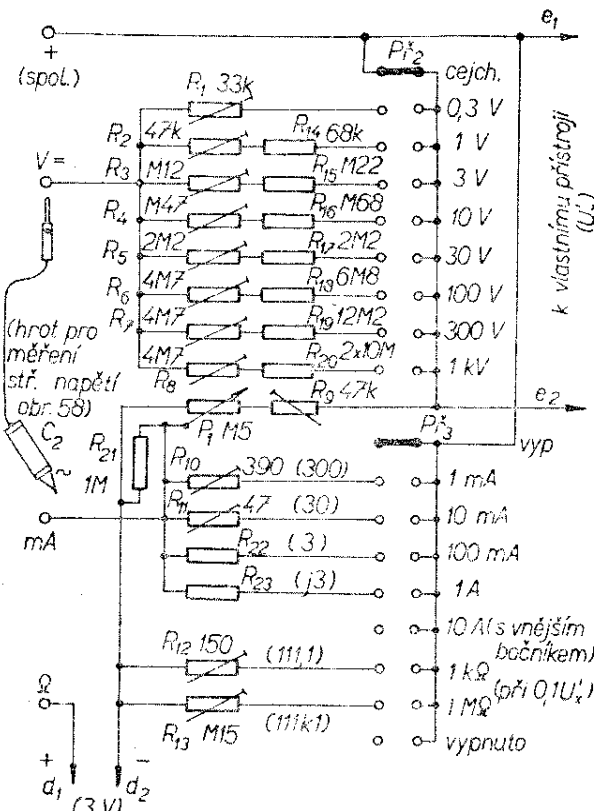 e₁
+
(spol.)
Př₂
cejch.
R₁ 33k
0,3 V
R₂ 47k R₁₄ 68k
1 V
V=
R₃ M12 R₁₅ M22
3 V
R₄ M47 R₁₆ M68
10 V
R₅ 2M2 R₁₇ 2M2
30 V
R₆ 4M7 R₁₈ 6M8
100 V
R₇ 4M7 R₁₉ 12M2
300 V
4M7 R₈ R₂₀ 2x10M
1 kV
k vlastnímu přístroji
(U'ₓ)
(hrot pro
měření
stř. napětí
obr. 58)
C₂
~
P₁ M5
R₉ 47k
e₂
Př₃
vyp
R₂₁
1M
R₁₀ 390 (300)
1 mA
R₁₁ 47 (30)
10 mA
mA
R₂₂ (3)
100 mA
R₂₃ (j3)
1A
10A (s vnějším
bočníkem)
R₁₂ 150 (111,1)
1 kΩ
(při 0,1U'ₓ)
Ω
R₁₃ M15 (111k1)
1 MΩ
vypnuto
+ −
d₁ d₂
(3 V)